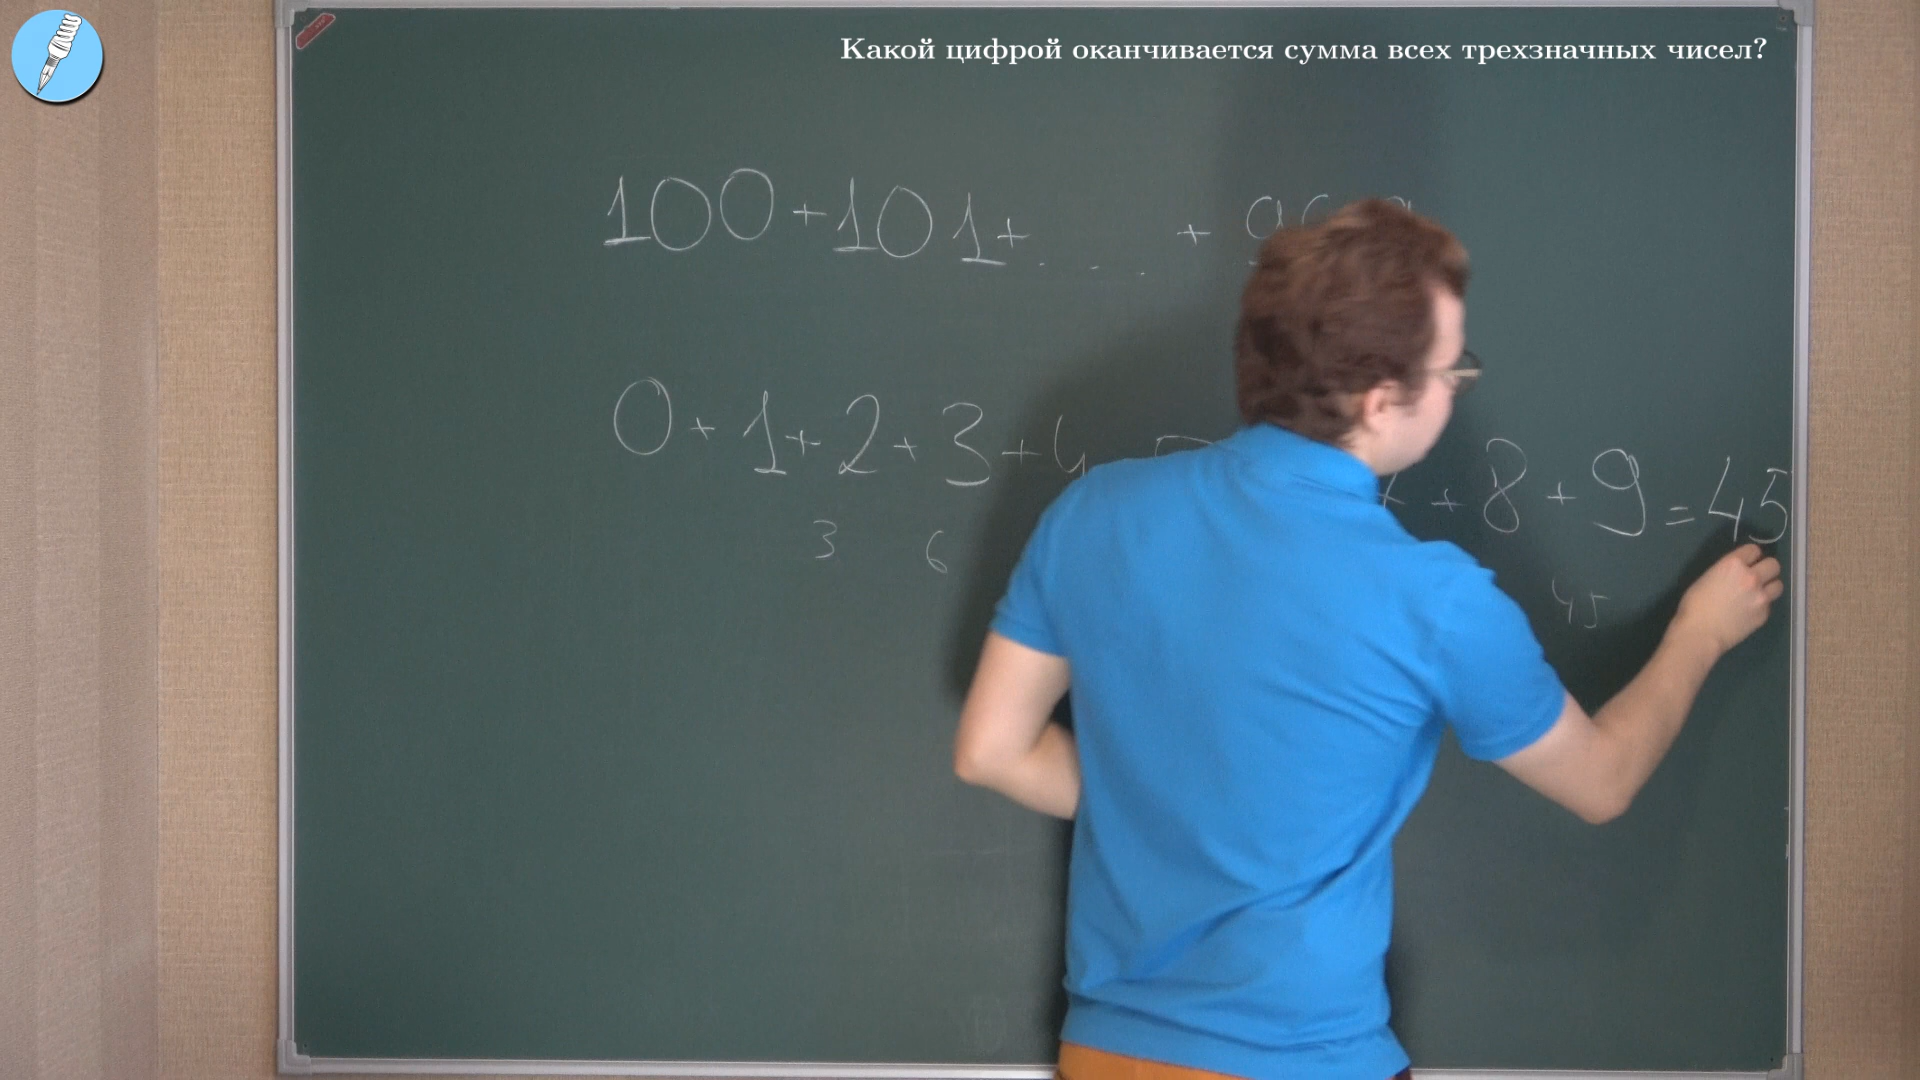 Какой цифрой оканчивается сумма всех трехзначных чисел?
100+101+ . . . + 9
0+1+2+3+4 +8+9=45
3 6 45